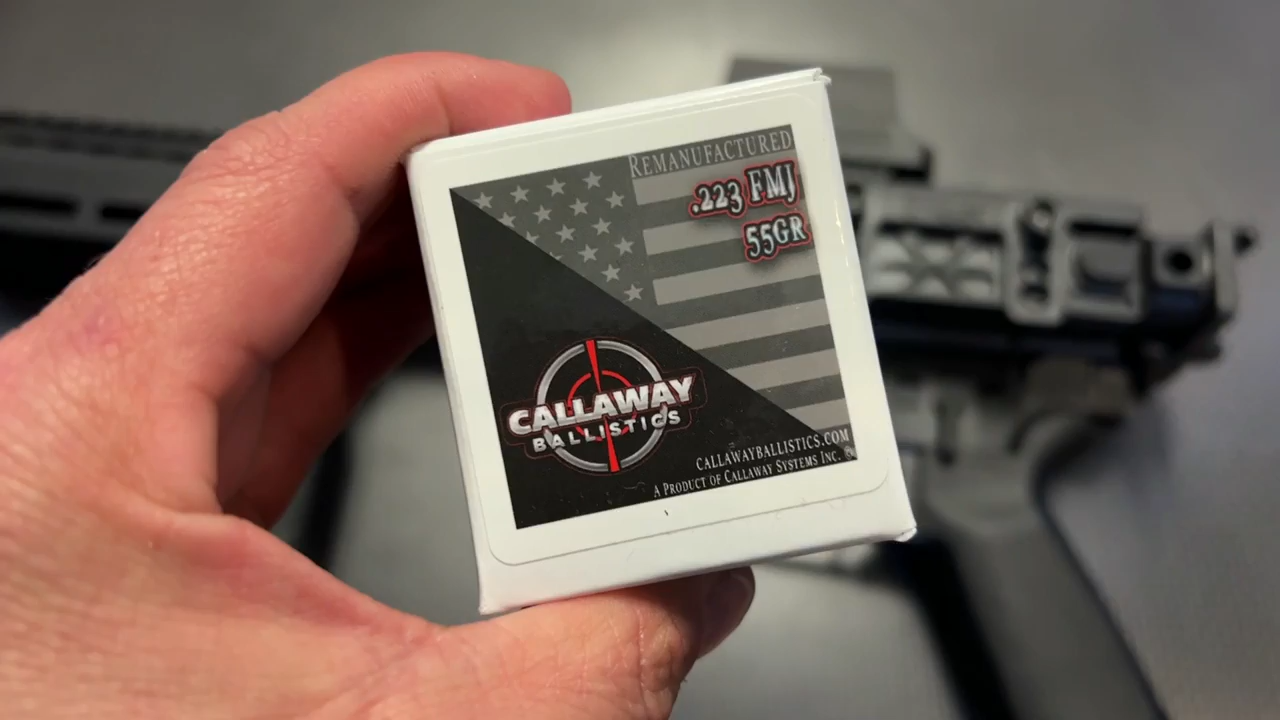 REMANUFACTURED
.223 FMJ
55GR
CALLAWAY
BALLISTICS
CALLAWAYBALLISTICS.COM
A PRODUCT OF CALLAWAY SYSTEMS INC. ®